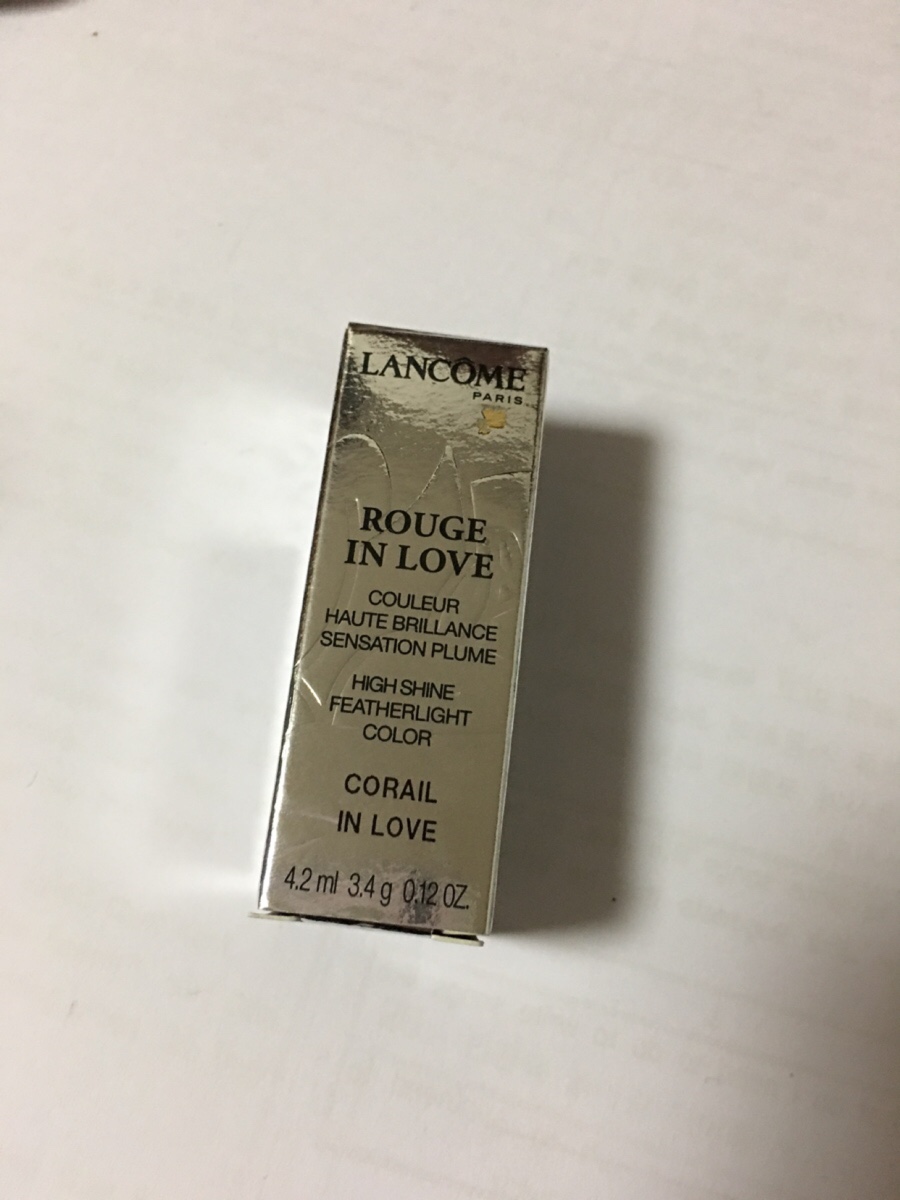 LANCÔME
PARIS
ROUGE
IN LOVE
COULEUR
HAUTE BRILLANCE
SENSATION PLUME
HIGH SHINE
FEATHERLIGHT
COLOR
CORAIL
IN LOVE
4.2 ml 3.4 g 0.12 OZ.